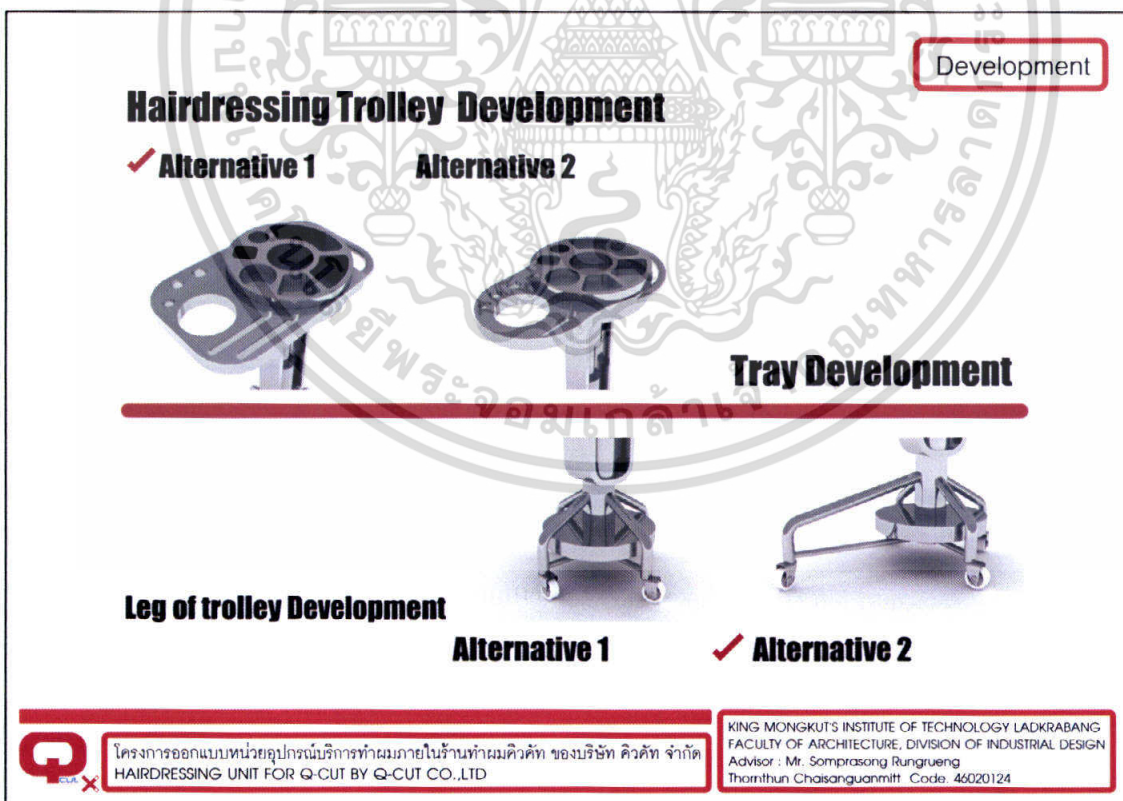 Development
Hairdressing Trolley Development
✓ Alternative 1 Alternative 2
Tray Development
Leg of trolley Development
Alternative 1 ✓ Alternative 2
Q CUT
โครงการออกแบบหน่วยอุปกรณ์บริการทำผมภายในร้านทำผมคิวคัท ของบริษัท คิวคัท จำกัด
HAIRDRESSING UNIT FOR Q-CUT BY Q-CUT CO.,LTD
KING MONGKUT'S INSTITUTE OF TECHNOLOGY LADKRABANG
FACULTY OF ARCHITECTURE, DIVISION OF INDUSTRIAL DESIGN
Advisor : Mr. Somprasong Rungrueng
Thornthun Chaisanguanmitt Code. 46020124